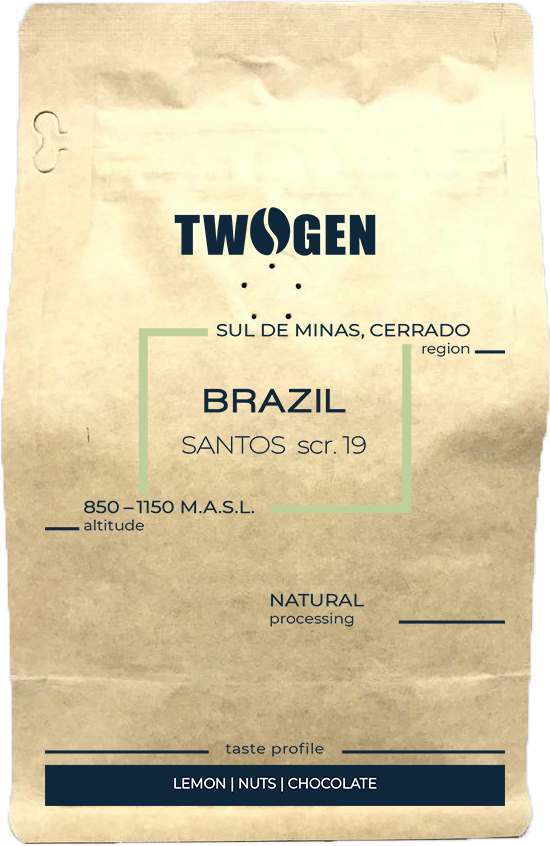 TWOGEN
SUL DE MINAS, CERRADO
region
BRAZIL
SANTOS scr. 19
850–1150 M.A.S.L.
altitude
NATURAL
processing
taste profile
LEMON | NUTS | CHOCOLATE